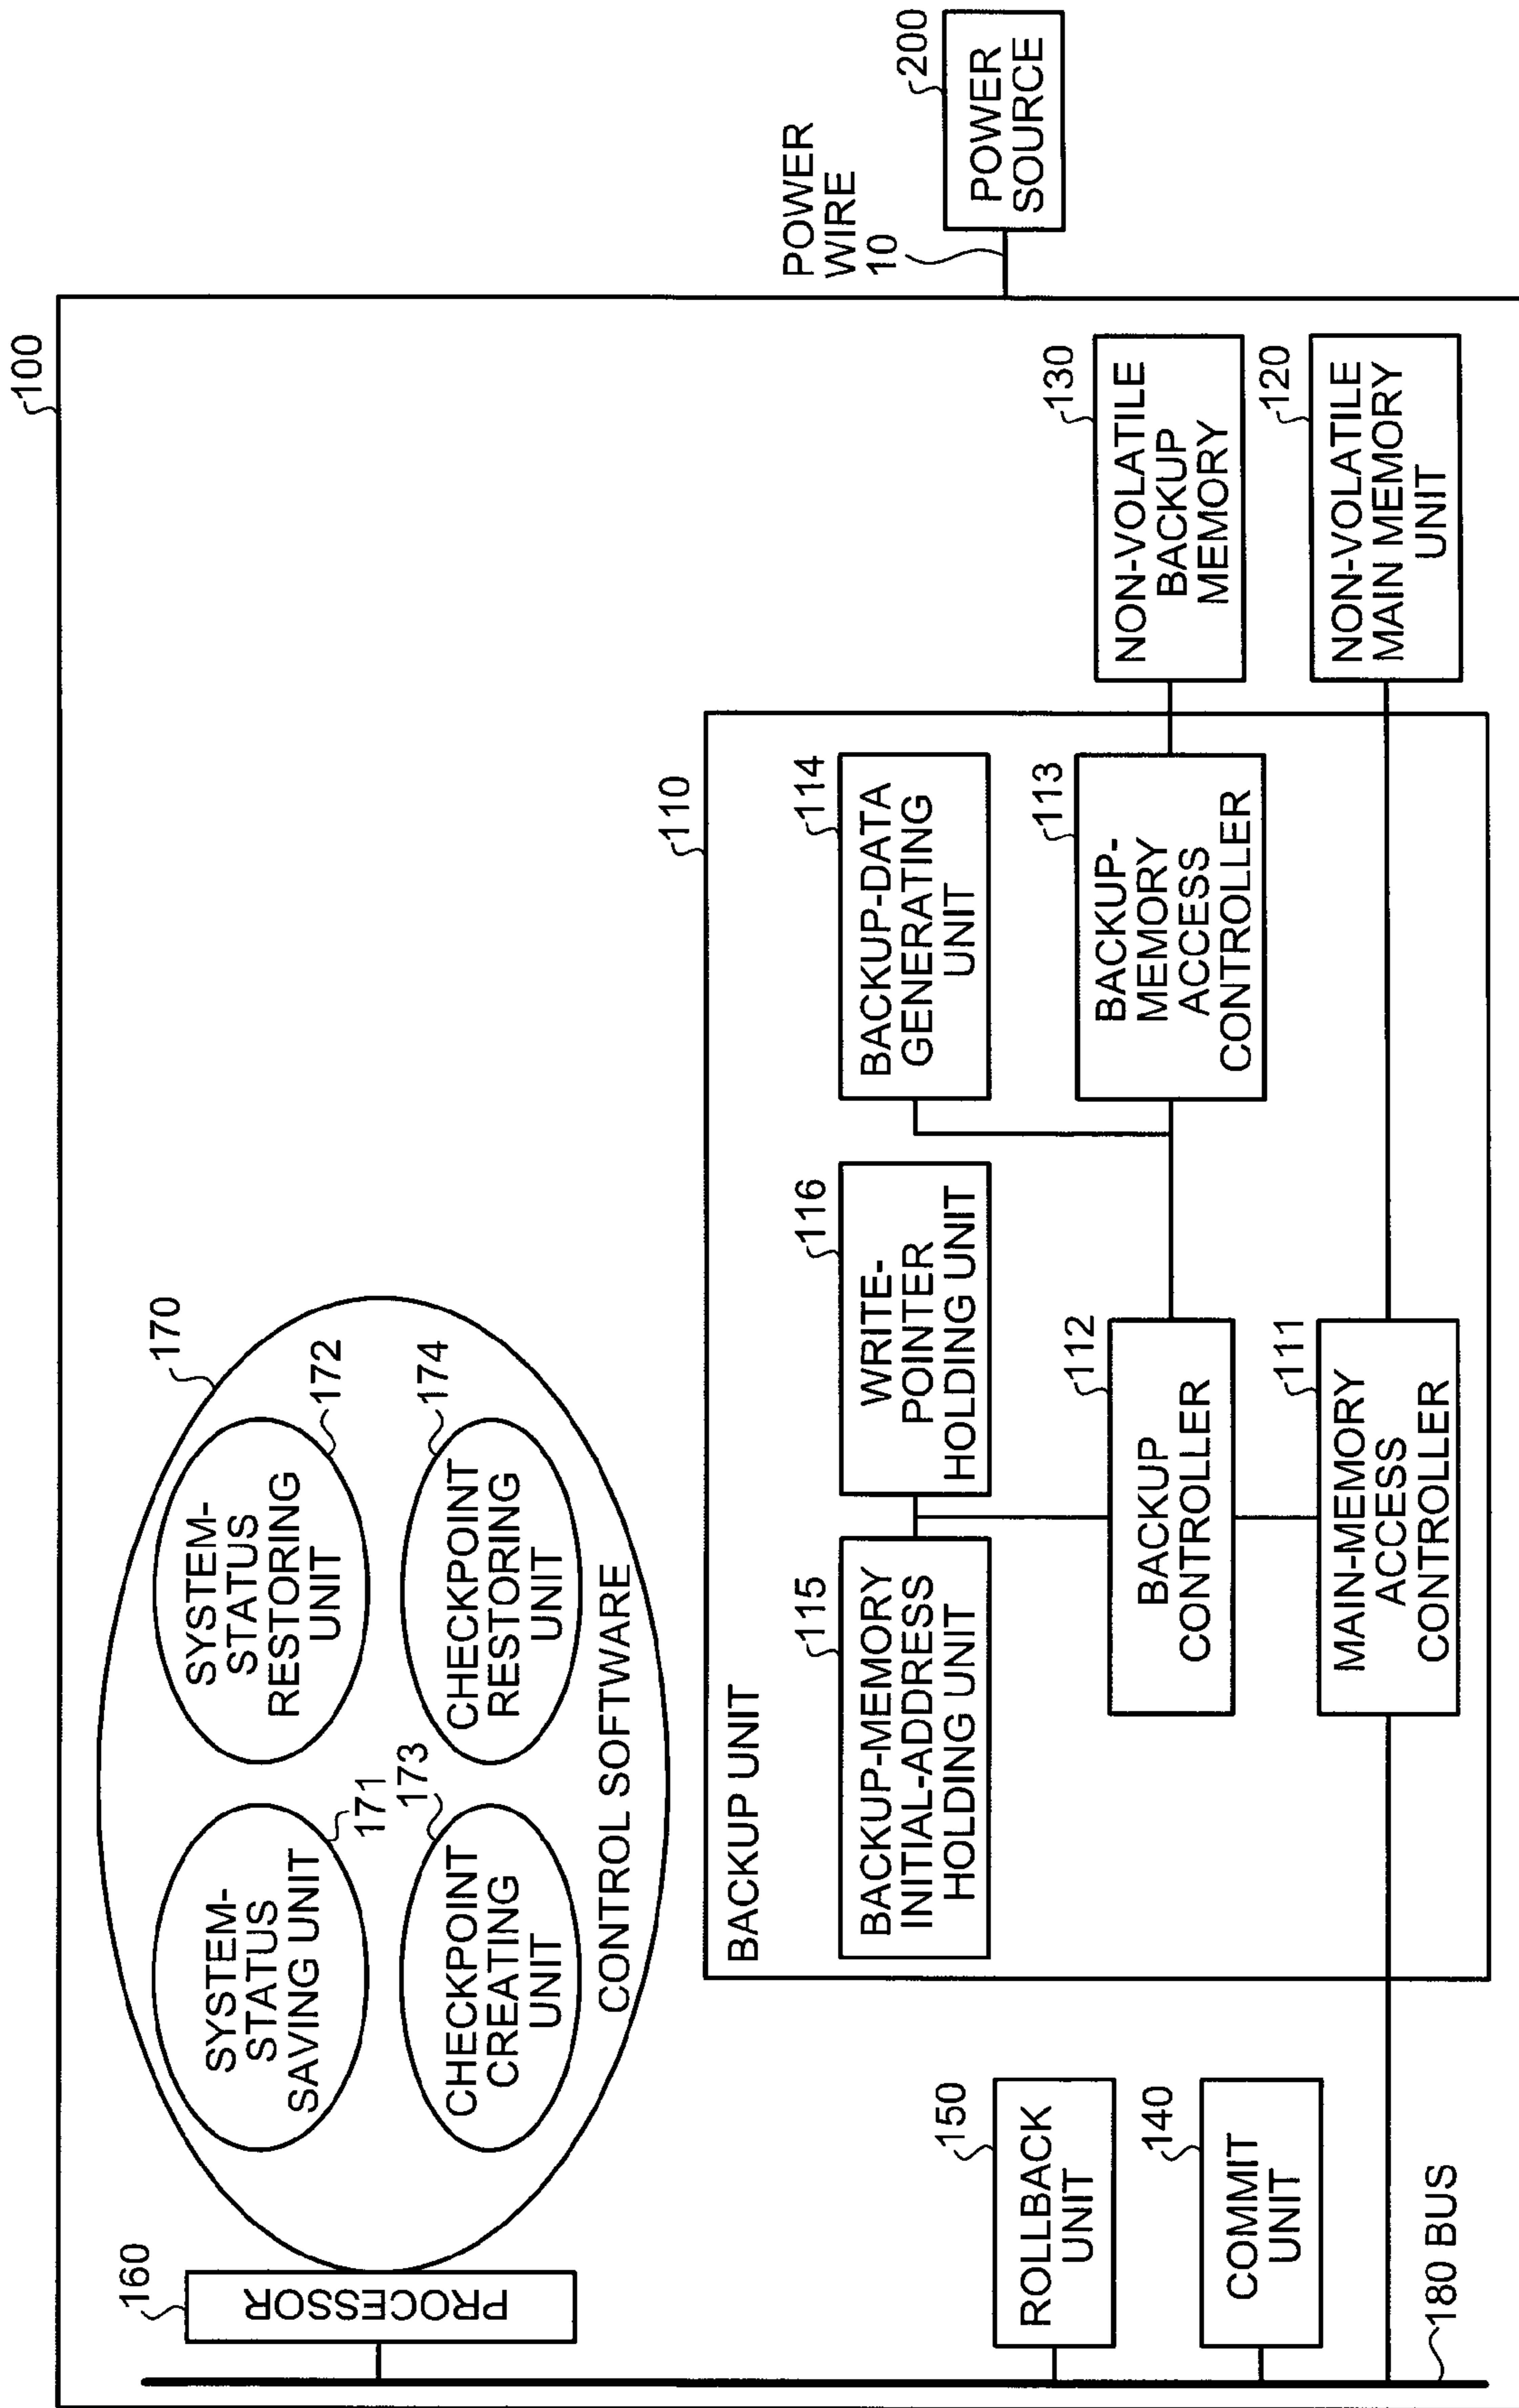 100
160
PROCESSOR
170
SYSTEM-
STATUS
SAVING UNIT
171
SYSTEM-
STATUS
RESTORING
UNIT
172
CHECKPOINT
CREATING
UNIT
173
CHECKPOINT
RESTORING
UNIT
174
CONTROL SOFTWARE
POWER
WIRE
10
200
POWER
SOURCE
110
BACKUP UNIT
115
BACKUP-MEMORY
INITIAL-ADDRESS
HOLDING UNIT
116
WRITE-
POINTER
HOLDING UNIT
114
BACKUP-DATA
GENERATING
UNIT
112
BACKUP
CONTROLLER
113
BACKUP-
MEMORY
ACCESS
CONTROLLER
130
NON-VOLATILE
BACKUP
MEMORY
111
MAIN-MEMORY
ACCESS
CONTROLLER
120
NON-VOLATILE
MAIN MEMORY
UNIT
150
ROLLBACK
UNIT
140
COMMIT
UNIT
180 BUS